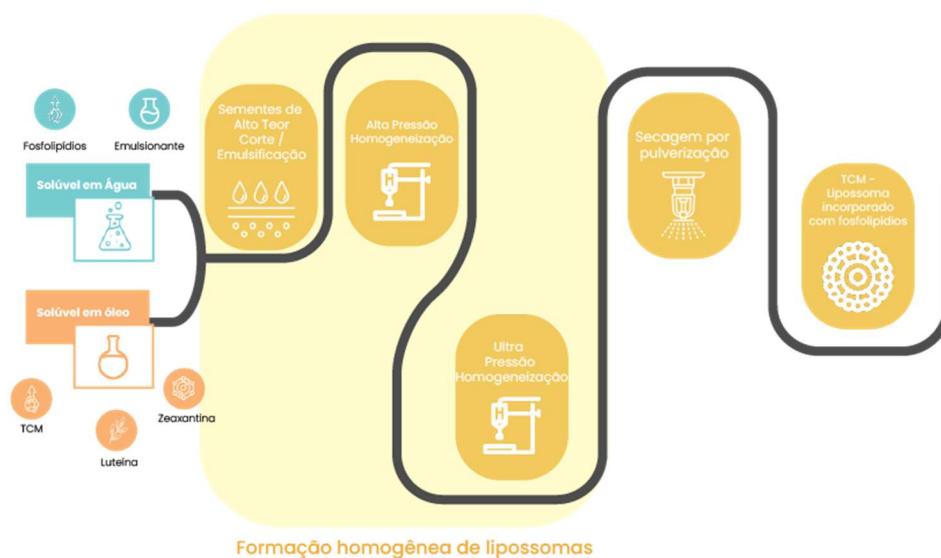 Fosfolipídios
Emulsionante
Solúvel em Água
Solúvel em óleo
TCM
Luteína
Zeaxantina
Sementes de
Alto Teor
Corte /
Emulsificação
Alta Pressão
Homogeneização
Ultra
Pressão
Homogeneização
Secagem por
pulverização
TCM -
Lipossoma
incorporado
com fosfolipídios
Formação homogênea de lipossomas